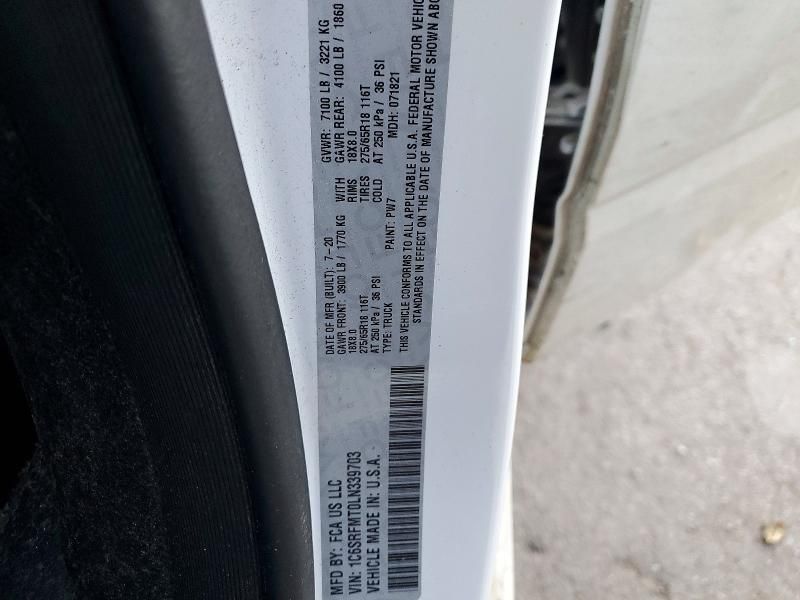 MFD BY: FCA US LLC
DATE OF MFR (BUILT): 7-20
GVWR: 7100 LB / 3221 KG
GAWR FRONT: 3900 LB / 1770 KG WITH
GAWR REAR: 4100 LB / 1860
18X8.0 RIMS 18X8.0
275/65R18 116T TIRES 275/65R18 116T
AT 250 kPa / 36 PSI COLD AT 250 kPa / 36 PSI
VIN: 1C6SRFMT0LN339703
TYPE: TRUCK PAINT: PW7 MDH: 071821
VEHICLE MADE IN: U.S.A.
THIS VEHICLE CONFORMS TO ALL APPLICABLE U.S.A. FEDERAL MOTOR VEHIC
STANDARDS IN EFFECT ON THE DATE OF MANUFACTURE SHOWN ABO